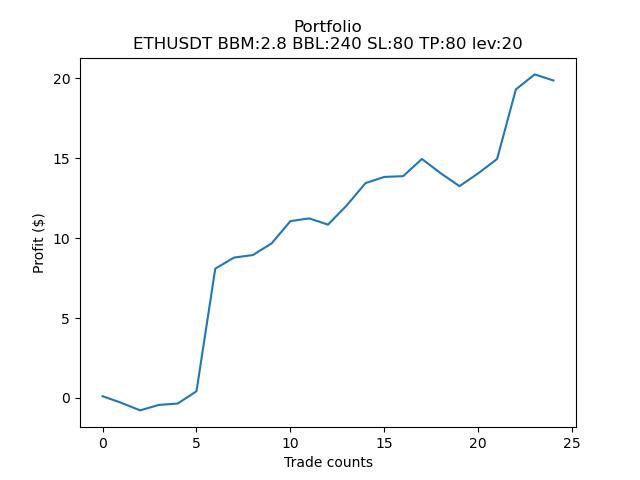 Portfolio
ETHUSDT BBM:2.8 BBL:240 SL:80 TP:80 lev:20
20
15
10
5
0
Profit ($)
0 5 10 15 20 25
Trade counts